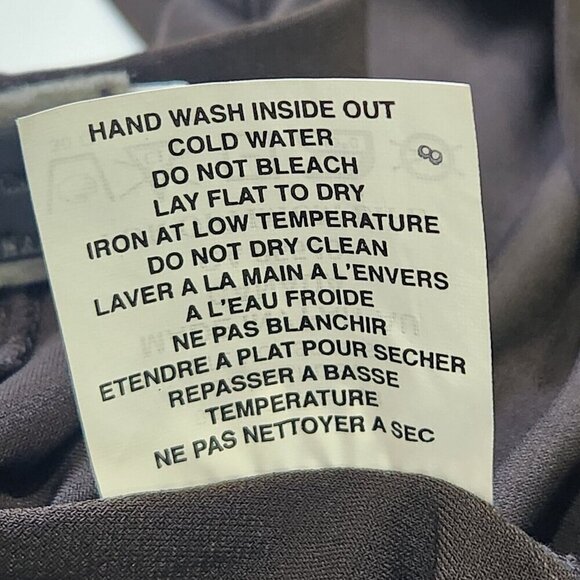 HAND WASH INSIDE OUT
COLD WATER
DO NOT BLEACH
8
LAY FLAT TO DRY
IRON AT LOW TEMPERATURE
DO NOT DRY CLEAN
LAVER A LA MAIN A L'ENVERS
A L'EAU FROIDE
NE PAS BLANCHIR
ETENDRE A PLAT POUR SECHER
REPASSER A BASSE
TEMPERATURE
NE PAS NETTOYER A SEC